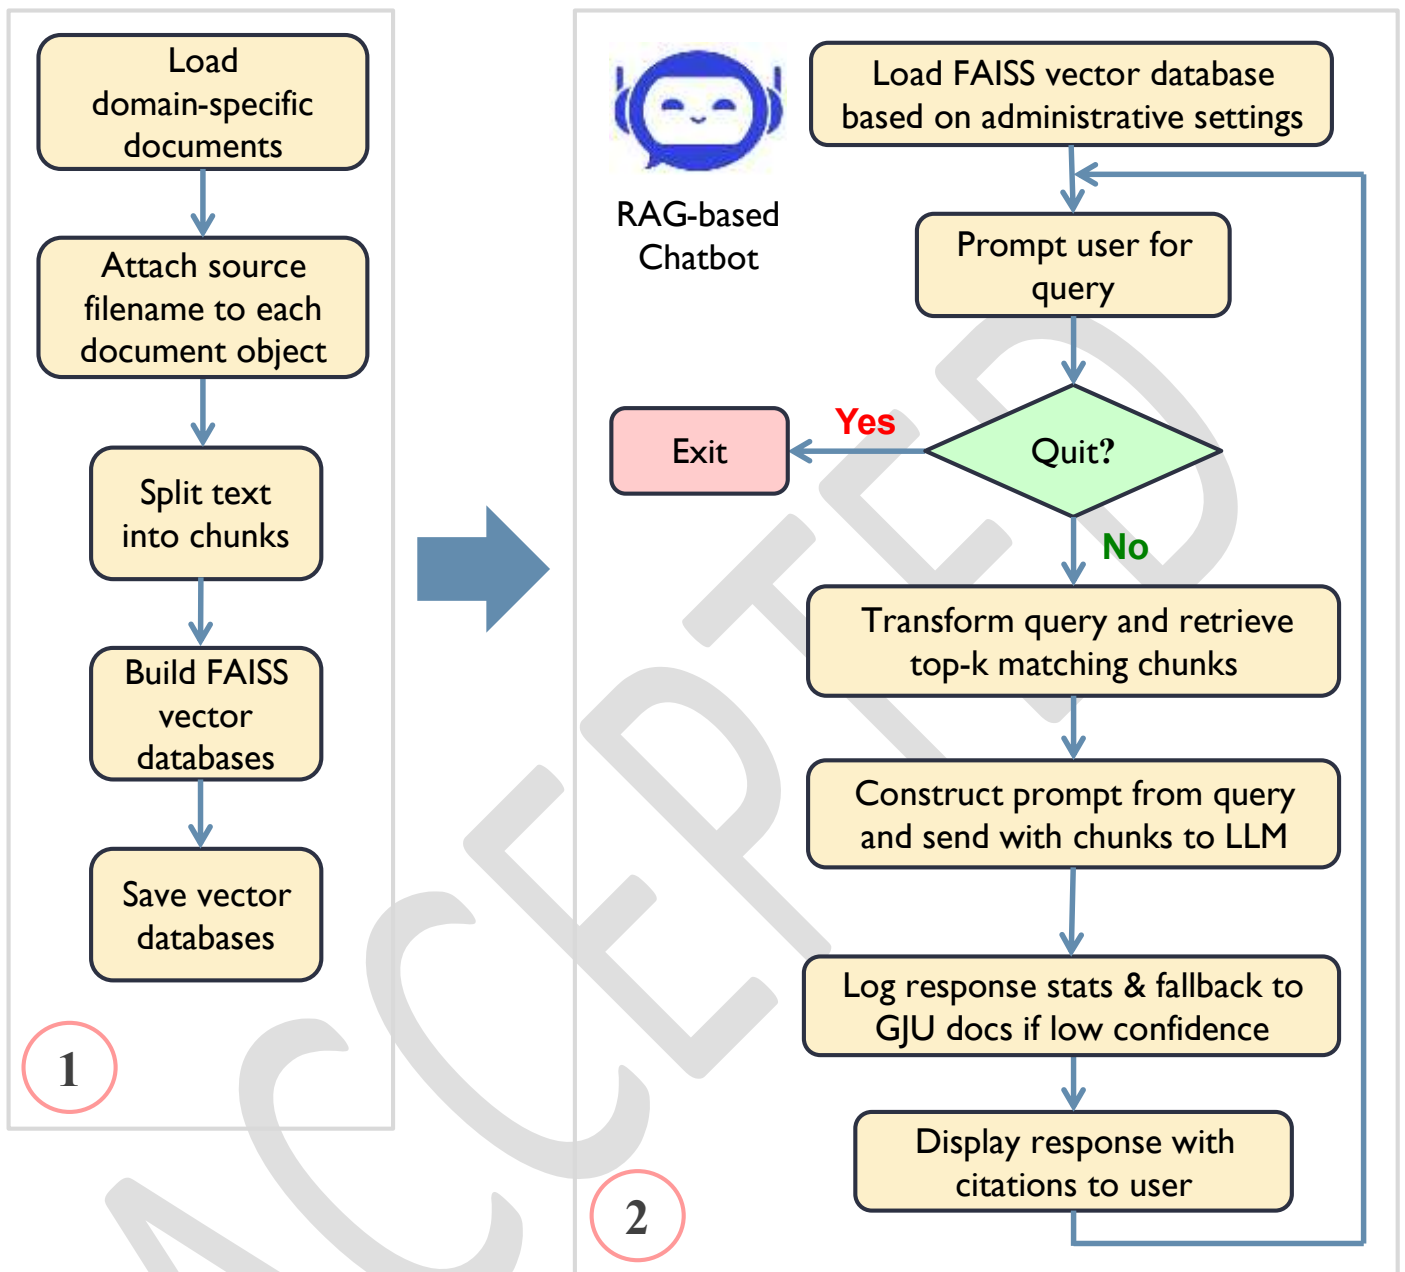 Load
domain-specific
documents
Attach source
filename to each
document object
Split text
into chunks
Build FAISS
vector
databases
Save vector
databases
1
RAG-based
Chatbot
Load FAISS vector database
based on administrative settings
Prompt user for
query
Quit?
Yes
Exit
No
Transform query and retrieve
top-k matching chunks
Construct prompt from query
and send with chunks to LLM
Log response stats & fallback to
GJU docs if low confidence
Display response with
citations to user
2
ACCEPTED